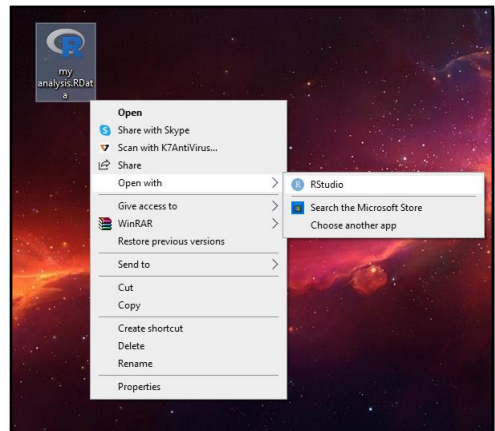 R
my
analysis.RDat
a
Open
Share with Skype
Scan with K7AntiVirus...
Share
Open with
R RStudio
Search the Microsoft Store
Choose another app
Give access to
WinRAR
Restore previous versions
Send to
Cut
Copy
Create shortcut
Delete
Rename
Properties